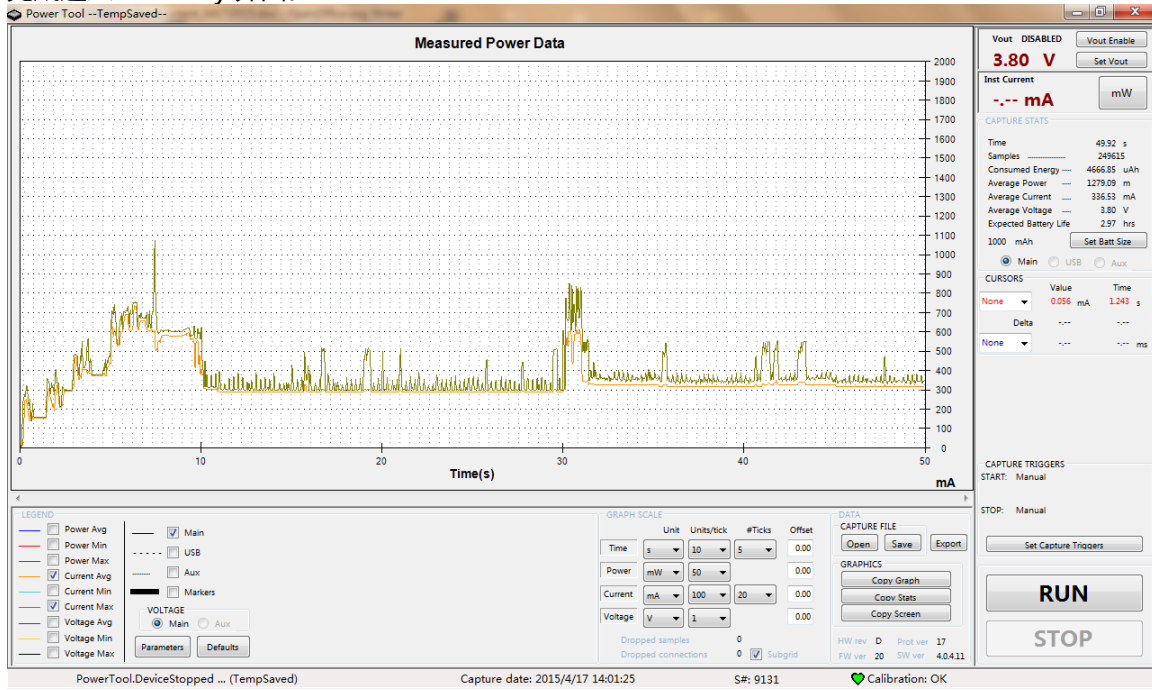 Power Tool --TempSaved--
Measured Power Data
2000
1900
1800
1700
1600
1500
1400
1300
1200
1100
1000
900
800
700
600
500
400
300
200
100
0
0 10 20 30 40 50
Time(s)
mA
Vout DISABLED Vout Enable
3.80 V Set Vout
Inst Current
-.-- mA mW
CAPTURE STATS
Time 49.92 s
Samples ------------ 249615
Consumed Energy ---- 4666.85 uAh
Average Power ---- 1279.09 m
Average Current .... 336.53 mA
Average Voltage .... 3.80 V
Expected Battery Life 2.97 hrs
1000 mAh Set Batt Size
Main USB Aux
CURSORS
Value Time
None 0.056 mA 1.243 s
Delta -.-- -.--
None -.-- -.-- ms
CAPTURE TRIGGERS
START: Manual
STOP: Manual
Set Capture Triggers
RUN
STOP
LEGEND
Power Avg
Power Min
Power Max
Current Avg
Current Min
Current Max
Voltage Avg
Voltage Min
Voltage Max
Main
USB
Aux
Markers
VOLTAGE
Main Aux
Parameters Defaults
GRAPH SCALE
Unit Units/tick #Ticks Offset
Time s 10 5 0.00
Power mW 50 0.00
Current mA 100 20 0.00
Voltage V 1 0.00
Dropped samples 0
Dropped connections 0 Subgrid
DATA
CAPTURE FILE
Open Save Export
GRAPHICS
Copy Graph
Copy Stats
Copy Screen
HW rev D Prot ver 17
FW ver 20 SW ver 4.0.4.11
PowerTool.DeviceStopped ... (TempSaved) Capture date: 2015/4/17 14:01:25 S#: 9131 Calibration: OK